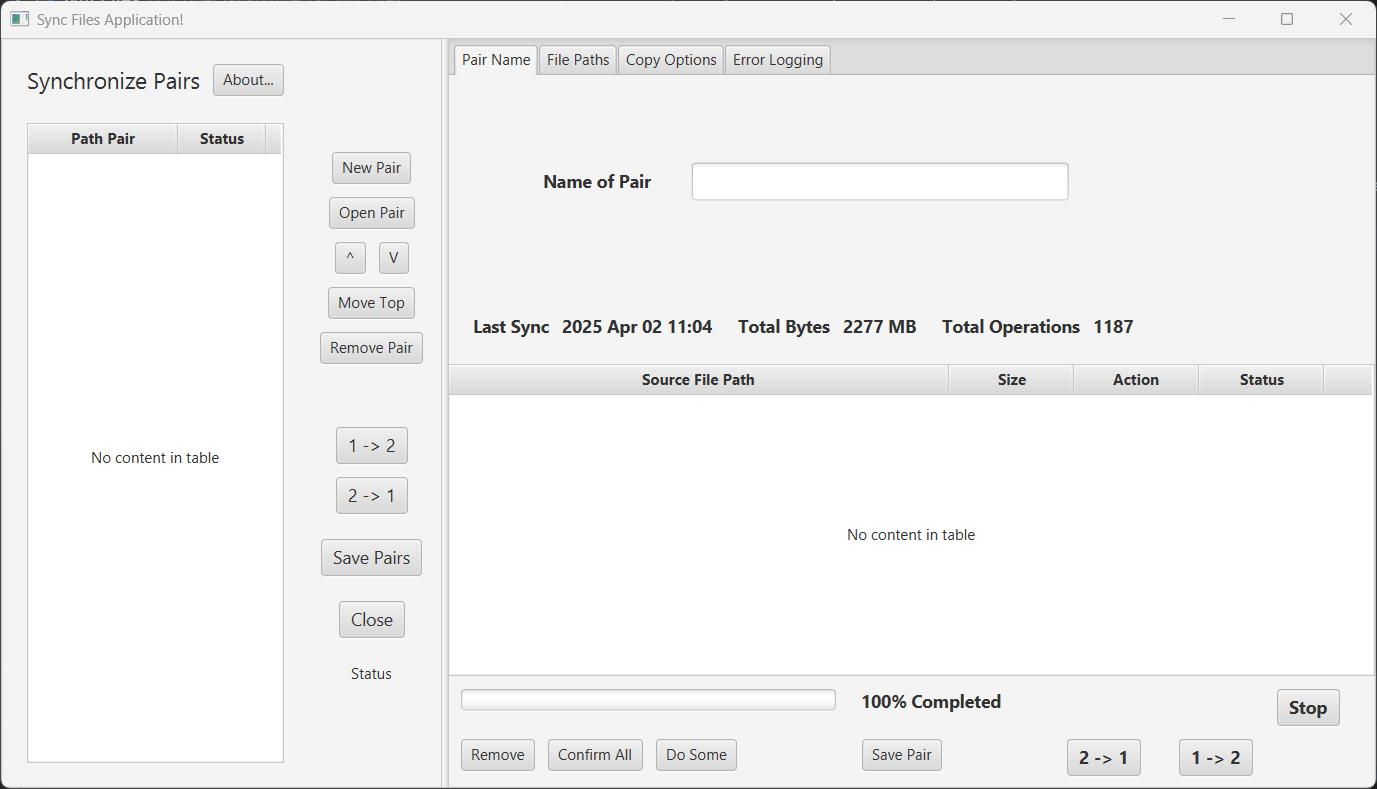 Sync Files Application!
Synchronize Pairs About...
Path Pair Status
No content in table
New Pair
Open Pair
^ V
Move Top
Remove Pair
1 -> 2
2 -> 1
Save Pairs
Close
Status
Pair Name File Paths Copy Options Error Logging
Name of Pair
Last Sync 2025 Apr 02 11:04 Total Bytes 2277 MB Total Operations 1187
Source File Path Size Action Status
No content in table
100% Completed Stop
Remove Confirm All Do Some Save Pair 2 -> 1 1 -> 2